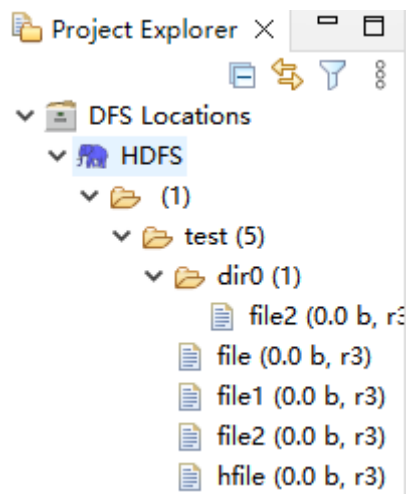 Project Explorer
DFS Locations
HDFS
(1)
test (5)
dir0 (1)
file2 (0.0 b, r3
file (0.0 b, r3)
file1 (0.0 b, r3)
file2 (0.0 b, r3)
hfile (0.0 b, r3)